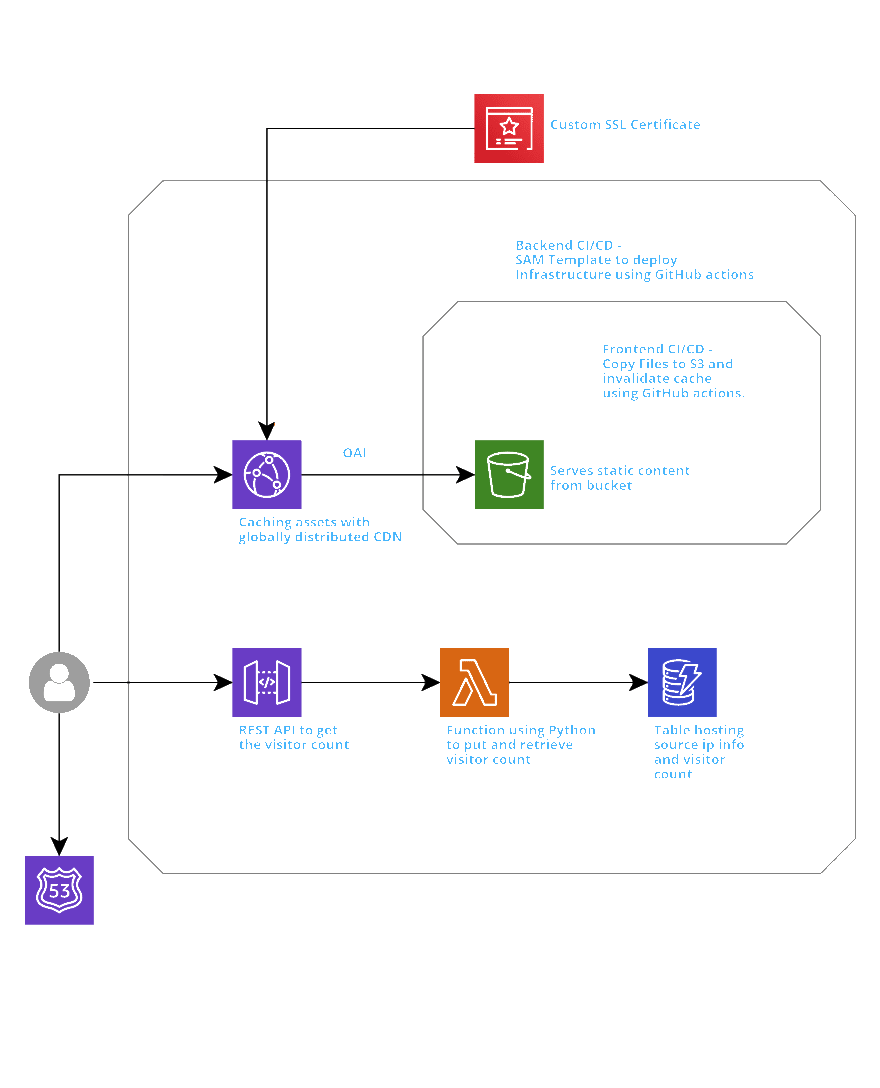 Custom SSL Certificate
Backend CI/CD -
SAM Template to deploy
Infrastructure using GitHub actions
Frontend CI/CD -
Copy Files to S3 and
invalidate cache
using GitHub actions.
OAI
Serves static content
from bucket
Caching assets with
globally distributed CDN
</>
REST API to get
the visitor count
Function using Python
to put and retrieve
visitor count
Table hosting
source ip info
and visitor
count
53